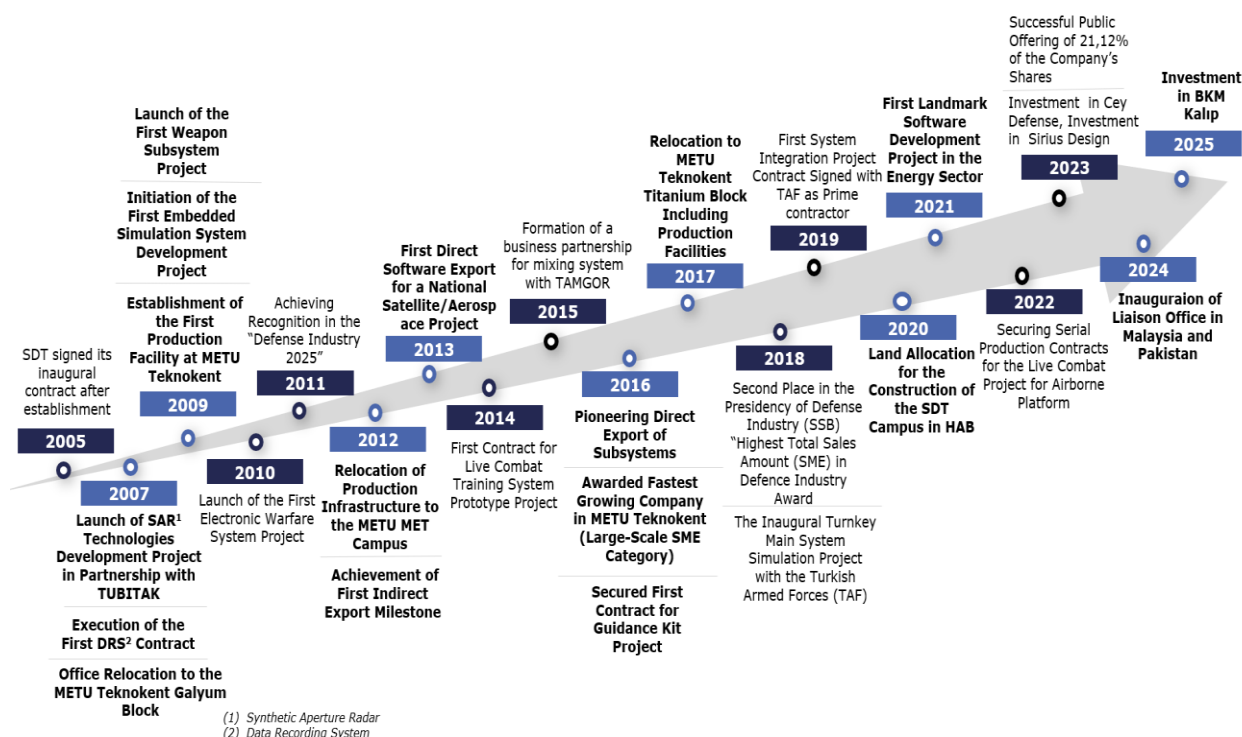 SDT signed its
inaugural
contract after
establishment
2005
2007
Launch of SAR¹
Technologies
Development Project
in Partnership with
TUBITAK
Execution of the
First DRS² Contract
Office Relocation to the
METU Teknokent Galyum
Block
Launch of the
First Weapon
Subsystem
Project
Initiation of the
First Embedded
Simulation System
Development
Project
Establishment of
the First
Production
Facility at METU
Teknokent
2009
2010
Launch of the First
Electronic Warfare
System Project
Achieving
Recognition in the
“Defense Industry
2025”
2011
2012
Relocation of
Production
Infrastructure to
the METU MET
Campus
Achievement of
First Indirect
Export Milestone
First Direct
Software Export
for a National
Satellite/Aerosp
ace Project
2013
2014
First Contract for
Live Combat
Training System
Prototype Project
Formation of a
business partnership
for mixing system
with TAMGOR
2015
2016
Pioneering Direct
Export of
Subsystems
Awarded Fastest
Growing Company
in METU Teknokent
(Large-Scale SME
Category)
Secured First
Contract for
Guidance Kit
Project
Relocation to
METU
Teknokent
Titanium Block
Including
Production
Facilities
2017
2018
Second Place in the
Presidency of Defense
Industry (SSB)
“Highest Total Sales
Amount (SME) in
Defence Industry
Award
The Inaugural Turnkey
Main System
Simulation Project
with the Turkish
Armed Forces (TAF)
First System
Integration Project
Contract Signed with
TAF as Prime
contractor
2019
2020
Land Allocation
for the
Construction of
the SDT
Campus in HAB
First Landmark
Software
Development
Project in the
Energy Sector
2021
2022
Securing Serial
Production Contracts
for the Live Combat
Project for Airborne
Platform
Successful Public
Offering of 21,12%
of the Company’s
Shares
Investment in Cey
Defense, Investment
in Sirius Design
2023
2024
Inauguraion of
Liaison Office in
Malaysia and
Pakistan
Investment
in BKM
Kalıp
2025
(1) Synthetic Aperture Radar
(2) Data Recording System